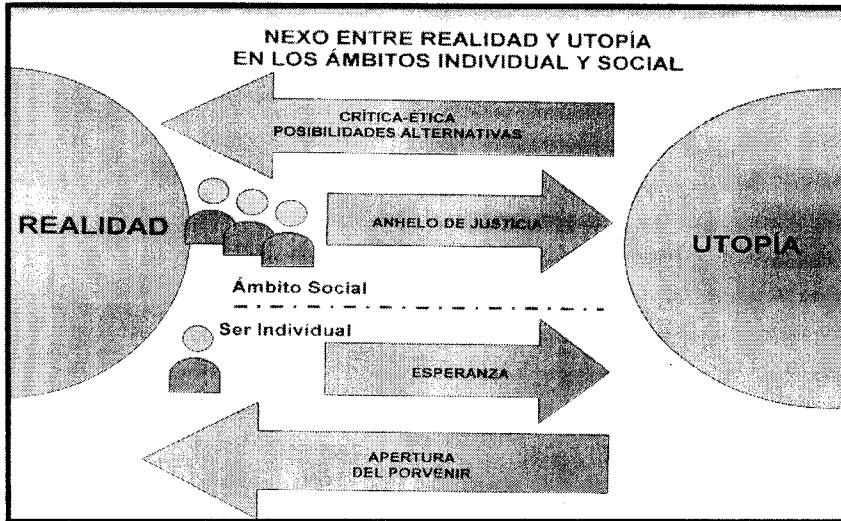 NEXO ENTRE REALIDAD Y UTOPÍA
EN LOS ÁMBITOS INDIVIDUAL Y SOCIAL
CRÍTICA-ÉTICA
POSIBILIDADES ALTERNATIVAS
REALIDAD
ANHELO DE JUSTICIA
UTOPÍA
Ámbito Social
Ser Individual
ESPERANZA
APERTURA
DEL PORVENIR